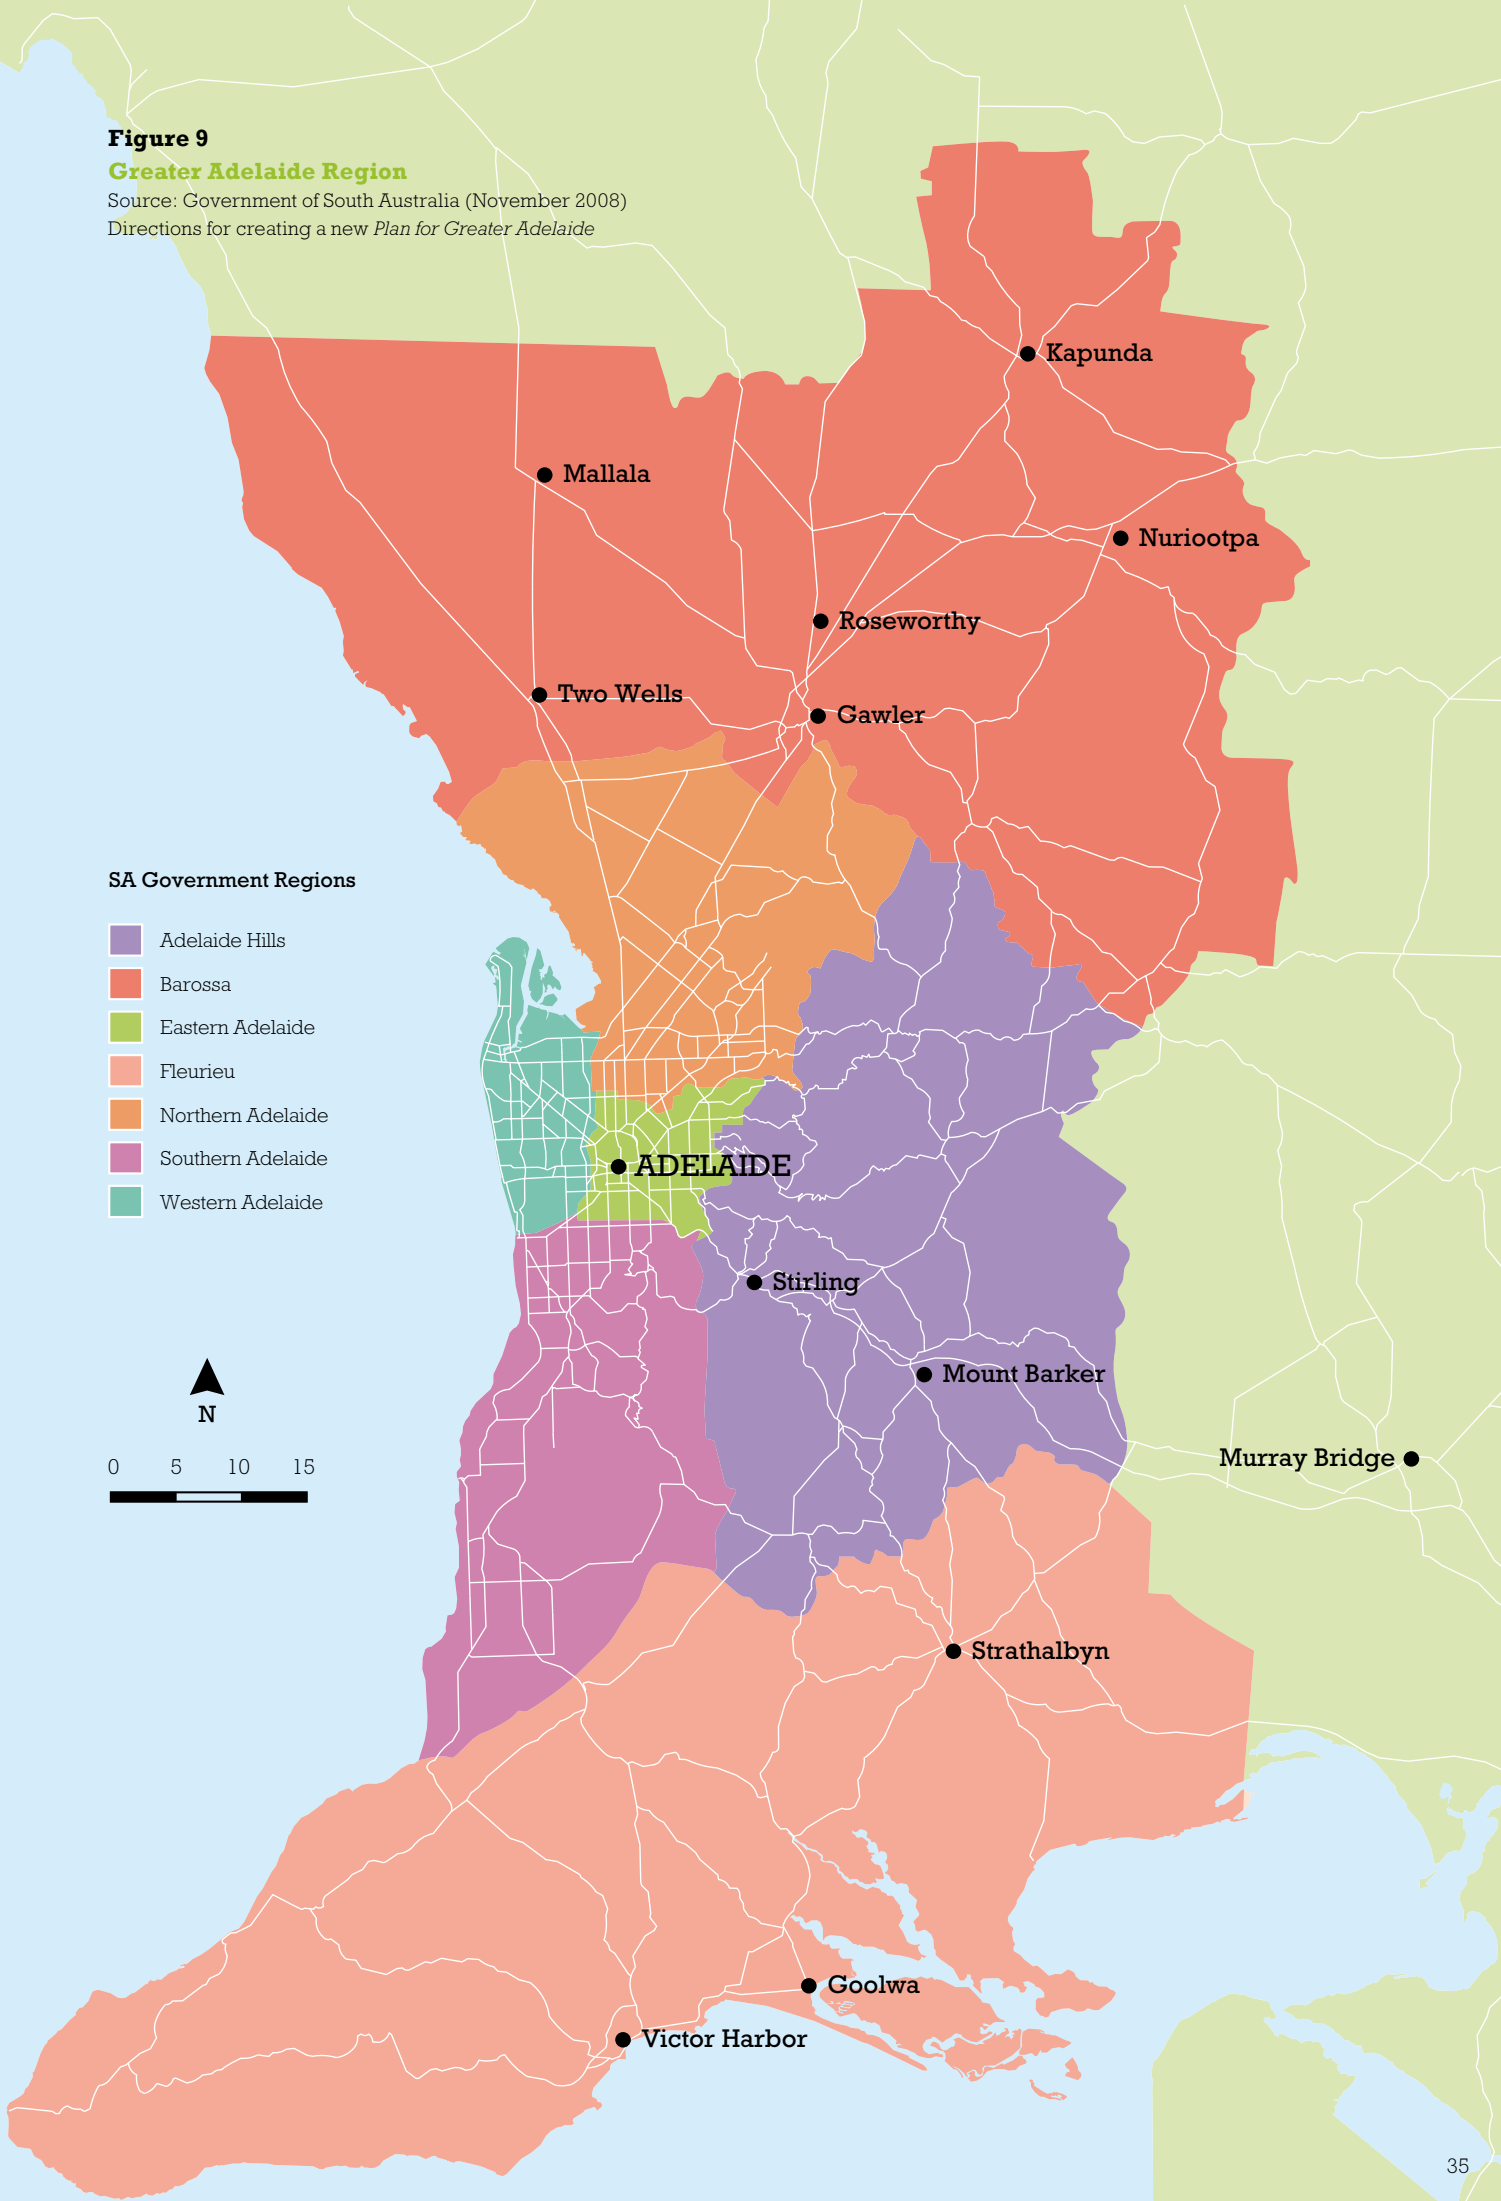 Figure 9
Greater Adelaide Region
Source: Government of South Australia (November 2008)
Directions for creating a new Plan for Greater Adelaide
Kapunda
Mallala
Nuriootpa
Roseworthy
Two Wells
Gawler
SA Government Regions
Adelaide Hills
Barossa
Eastern Adelaide
Fleurieu
Northern Adelaide
Southern Adelaide
Western Adelaide
ADELAIDE
Stirling
Mount Barker
N
Murray Bridge
0 5 10 15
Strathalbyn
Goolwa
Victor Harbor
35